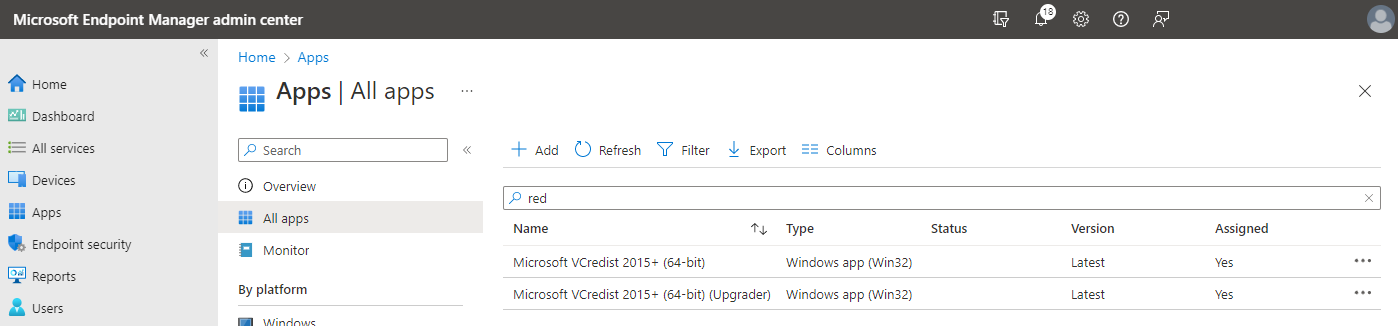 Microsoft Endpoint Manager admin center
18
«
Home
Dashboard
All services
Devices
Apps
Endpoint security
Reports
Users
Home > Apps
Apps | All apps ...
Search
«
Overview
All apps
Monitor
By platform
Windows
+ Add Refresh Filter Export Columns
red
Name Type Status Version Assigned
Microsoft VCredist 2015+ (64-bit) Windows app (Win32) Latest Yes ...
Microsoft VCredist 2015+ (64-bit) (Upgrader) Windows app (Win32) Latest Yes ...